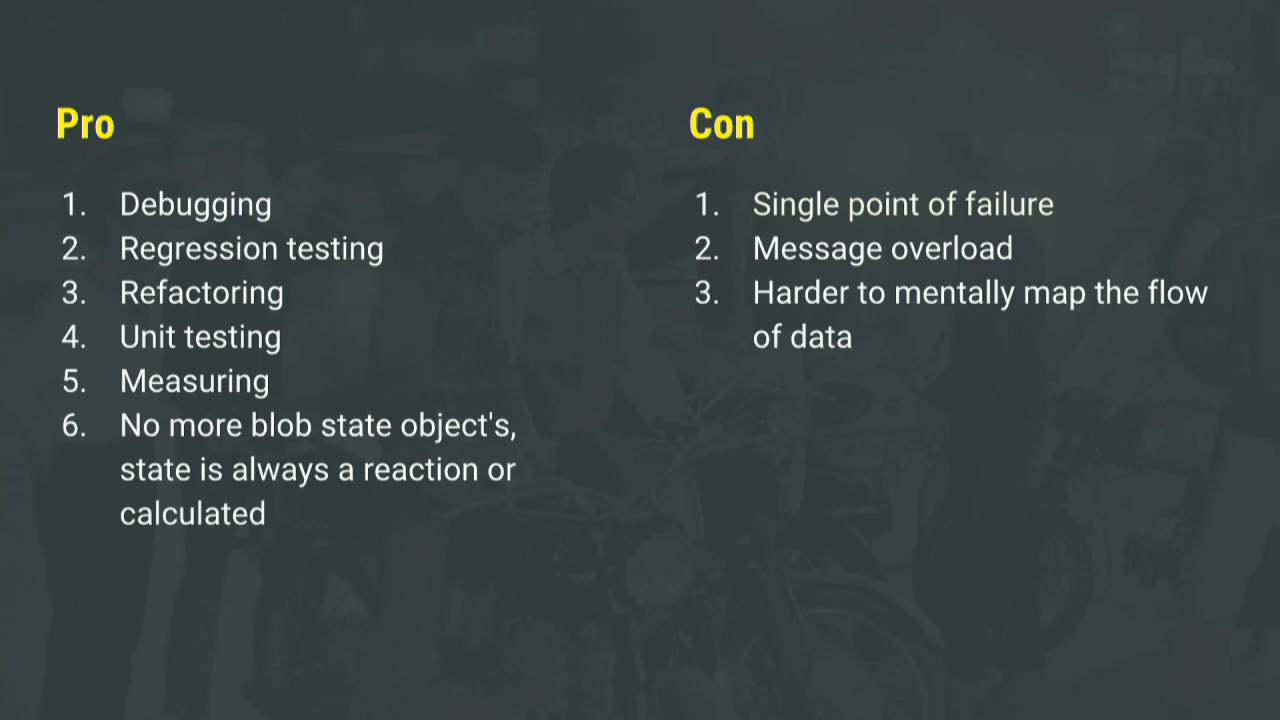 Pro
1. Debugging
2. Regression testing
3. Refactoring
4. Unit testing
5. Measuring
6. No more blob state object's,
state is always a reaction or
calculated
Con
1. Single point of failure
2. Message overload
3. Harder to mentally map the flow
of data